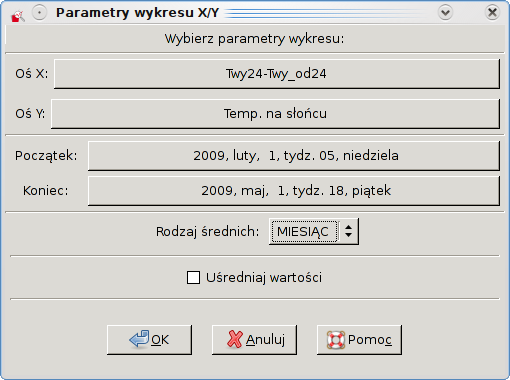 Parametry wykresu X/Y
Wybierz parametry wykresu:
Oś X: Twy24-Twy_od24
Oś Y: Temp. na słońcu
Początek: 2009, luty,  1, tydz. 05, niedziela
Koniec: 2009, maj,  1, tydz. 18, piątek
Rodzaj średnich: MIESIĄC
Uśredniaj wartości
OK Anuluj Pomoc